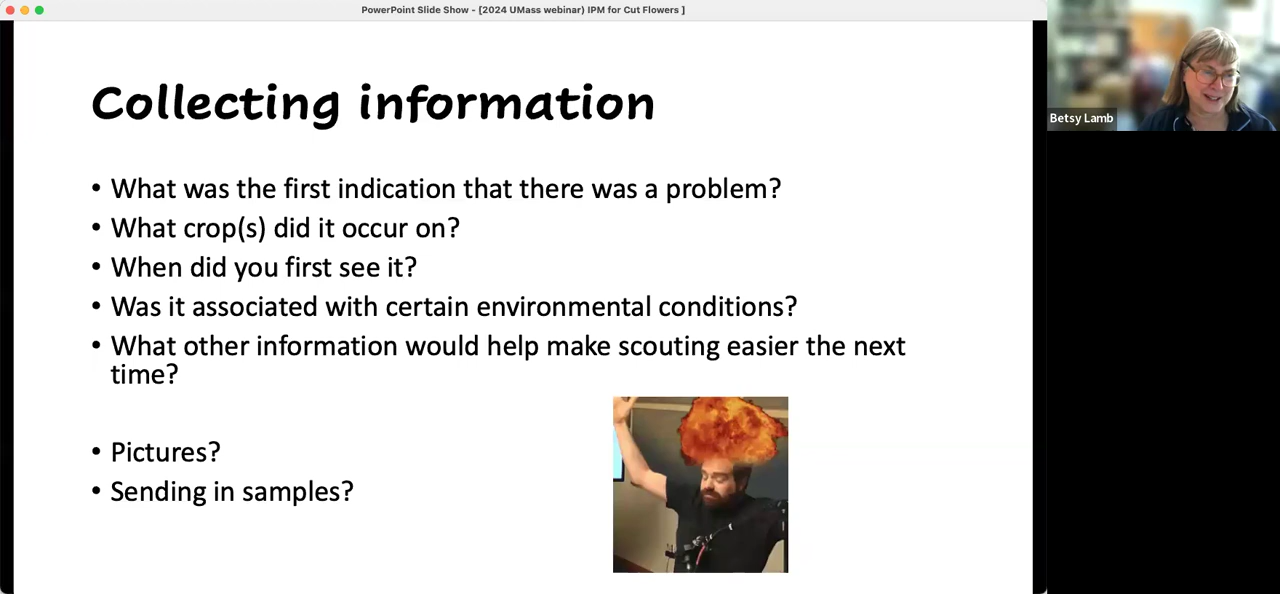 PowerPoint Slide Show - [2024 UMass webinar) IPM for Cut Flowers ]
Collecting information
• What was the first indication that there was a problem?
• What crop(s) did it occur on?
• When did you first see it?
• Was it associated with certain environmental conditions?
• What other information would help make scouting easier the next
time?
• Pictures?
• Sending in samples?
Betsy Lamb